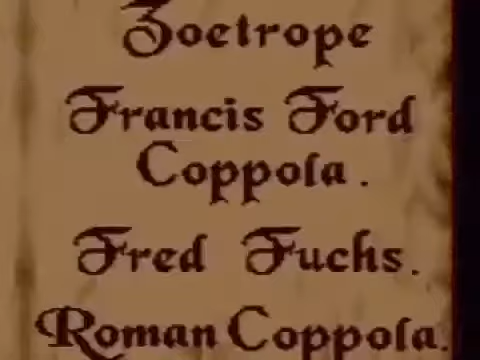 Zoetrope
Francis Ford
Coppola.
Fred Fuchs.
Roman Coppola.